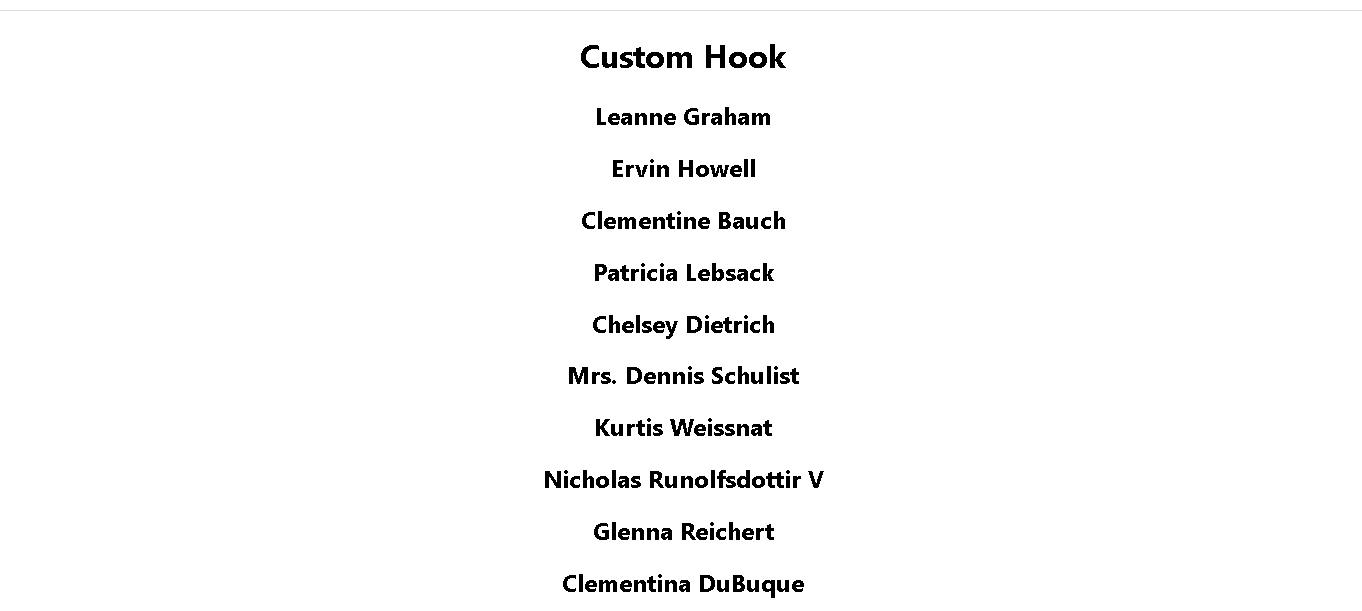 Custom Hook
Leanne Graham
Ervin Howell
Clementine Bauch
Patricia Lebsack
Chelsey Dietrich
Mrs. Dennis Schulist
Kurtis Weissnat
Nicholas Runolfsdottir V
Glenna Reichert
Clementina DuBuque